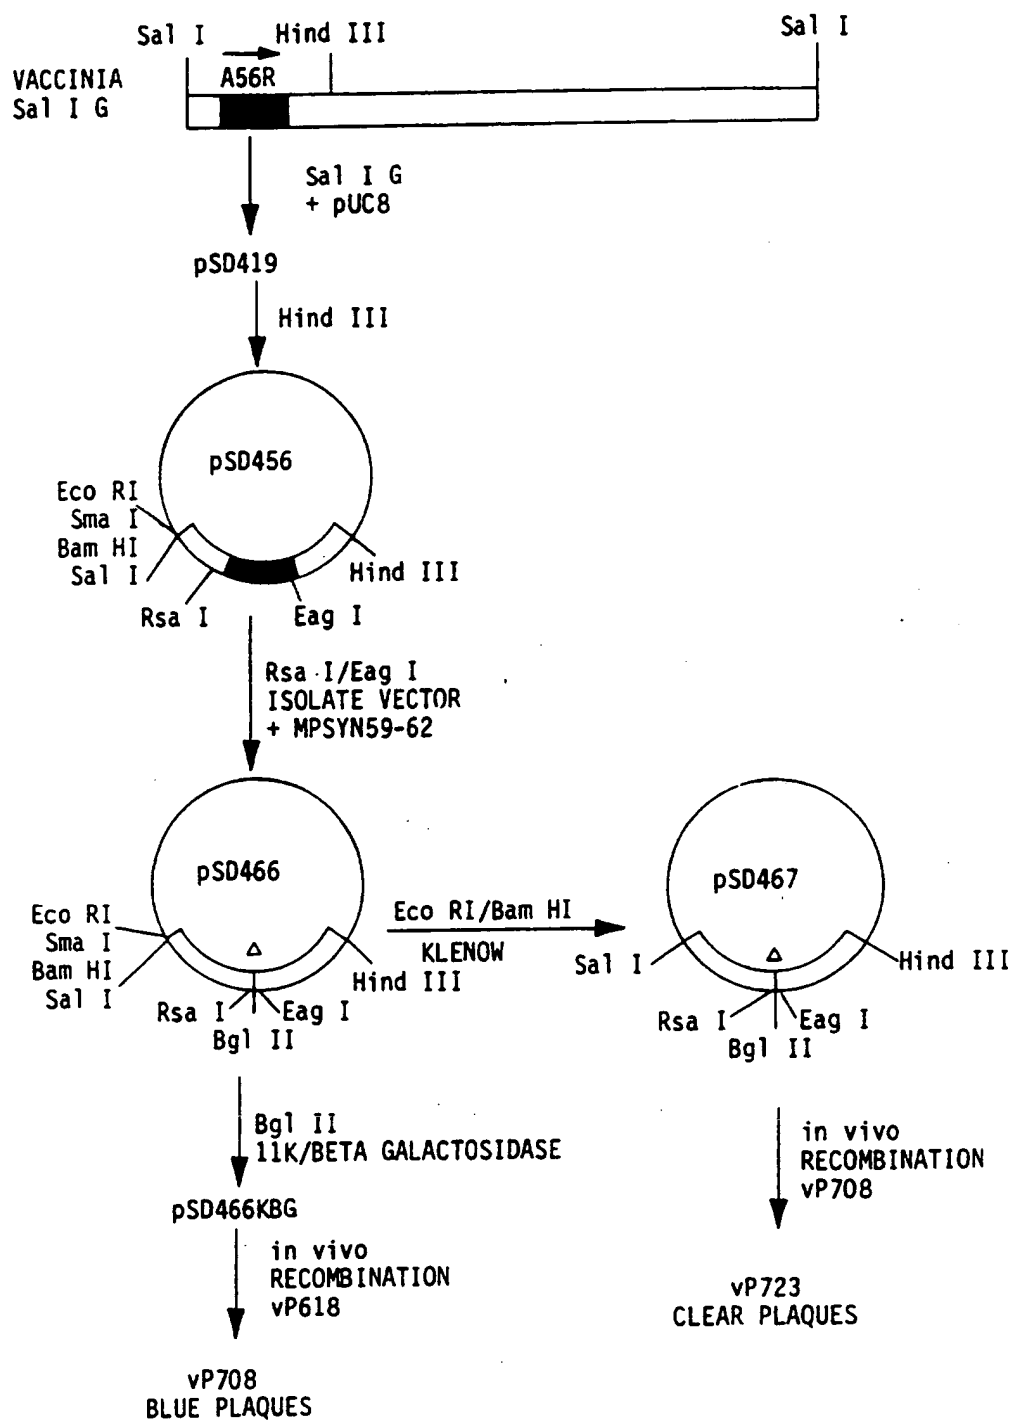 Sal I
Hind III
Sal I
VACCINIA
Sal I G
A56R
Sal I G
+ pUC8
pSD419
Hind III
pSD456
Eco RI
Sma I
Bam HI
Sal I
Hind III
Rsa I
Eag I
Rsa I/Eag I
ISOLATE VECTOR
+ MPSYN59-62
pSD466
Eco RI
Sma I
Bam HI
Sal I
Δ
Hind III
Rsa I
Eag I
Bgl II
Eco RI/Bam HI
KLENOW
pSD467
Sal I
Δ
Hind III
Rsa I
Eag I
Bgl II
Bgl II
11K/BETA GALACTOSIDASE
pSD466KBG
in vivo
RECOMBINATION
vP618
vP708
BLUE PLAQUES
in vivo
RECOMBINATION
vP708
vP723
CLEAR PLAQUES